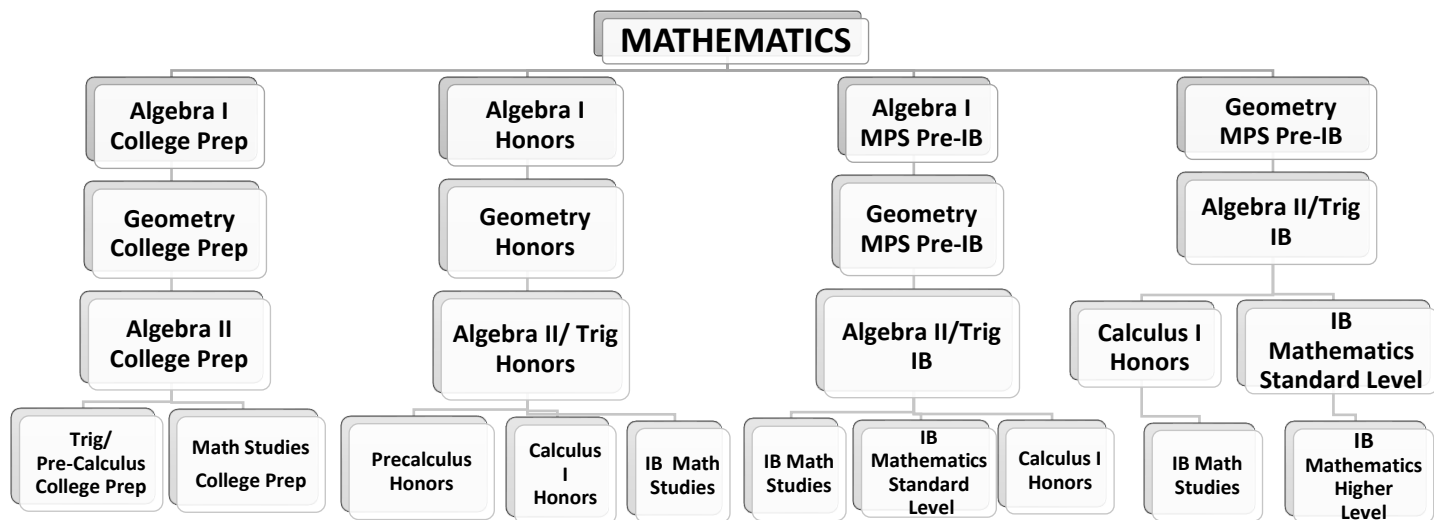 MATHEMATICS
Algebra I
College Prep
Geometry
College Prep
Algebra II
College Prep
Trig/
Pre-Calculus
College Prep
Math Studies
College Prep
Algebra I
Honors
Geometry
Honors
Algebra II/ Trig
Honors
Precalculus
Honors
Calculus
I
Honors
IB Math
Studies
Algebra I
MPS Pre-IB
Geometry
MPS Pre-IB
Algebra II/Trig
IB
IB Math
Studies
IB
Mathematics
Standard
Level
Calculus I
Honors
Geometry
MPS Pre-IB
Algebra II/Trig
IB
Calculus I
Honors
IB Math
Studies
IB
Mathematics
Standard Level
IB
Mathematics
Higher
Level